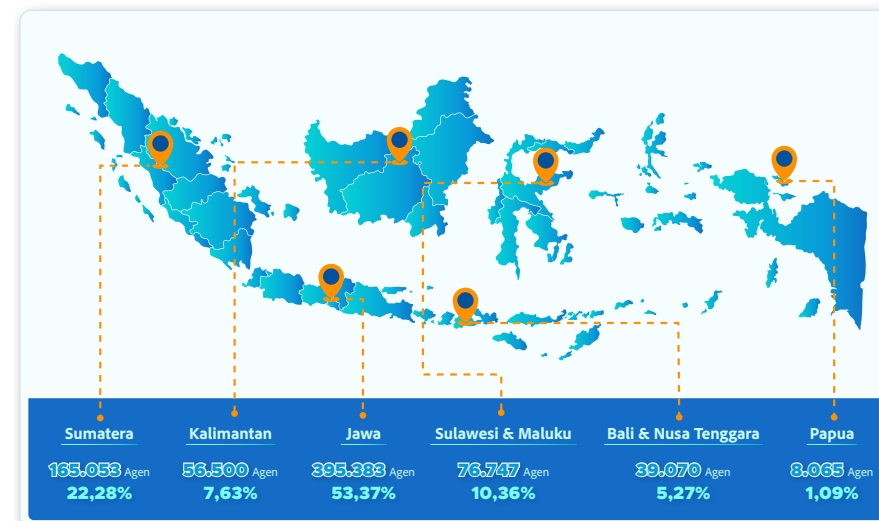 Sumatera
165.053 Agen
22,28%
Kalimantan
56.500 Agen
7,63%
Jawa
395.383 Agen
53,37%
Sulawesi & Maluku
76.747 Agen
10,36%
Bali & Nusa Tenggara
39.070 Agen
5,27%
Papua
8.065 Agen
1,09%